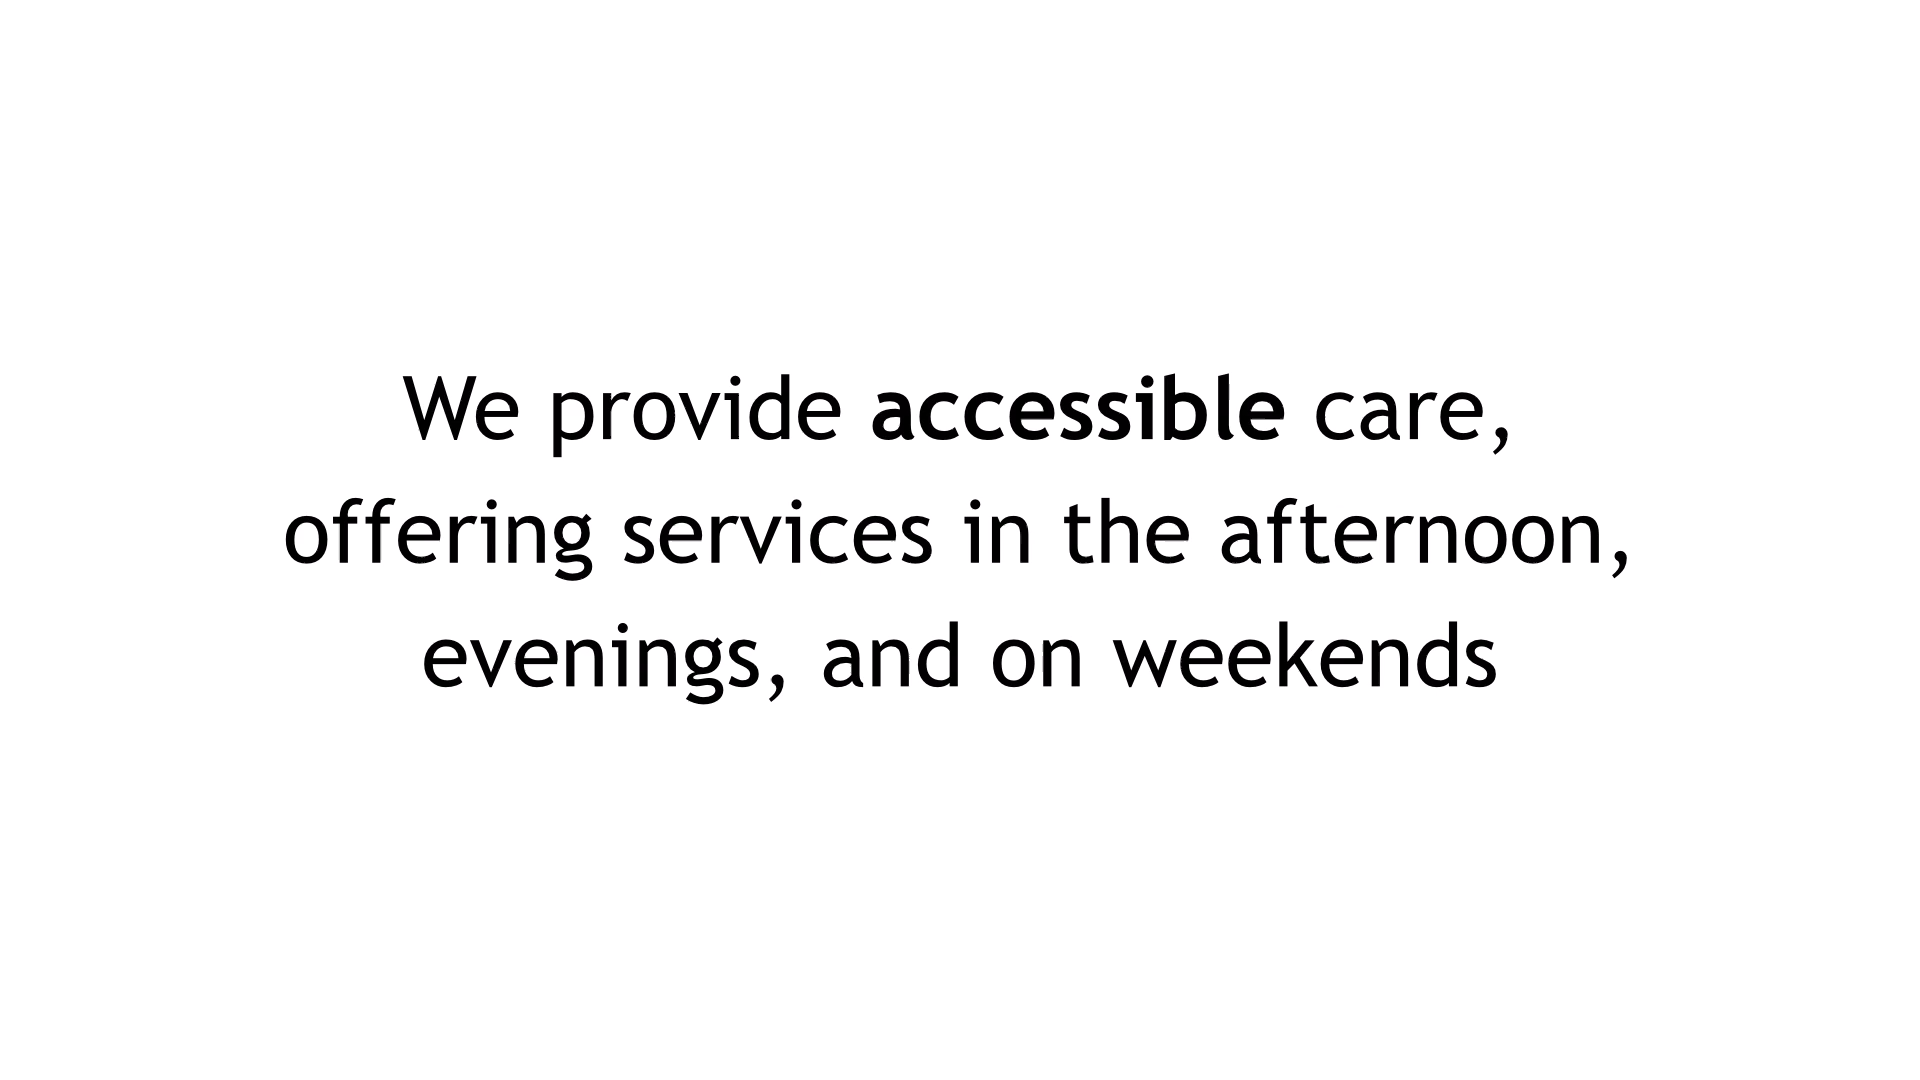 We provide accessible care,
offering services in the afternoon,
evenings, and on weekends